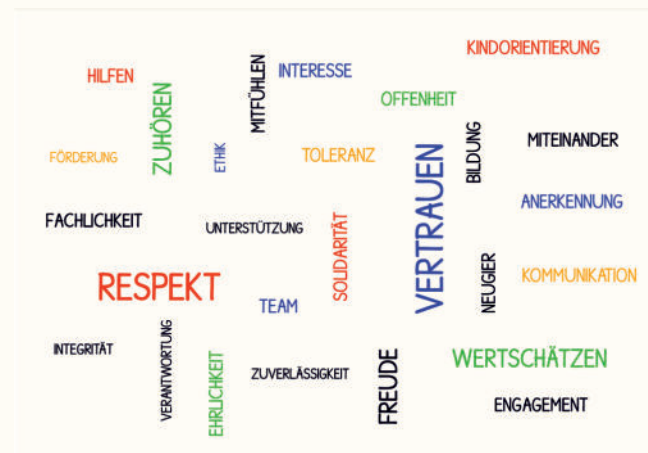 KINDORIENTIERUNG
HILFEN
INTERESSE
MITFÜHLEN
ZUHÖREN
OFFENHEIT
FÖRDERUNG
ETHIK
TOLERANZ
BILDUNG
MITEINANDER
VERTRAUEN
ANERKENNUNG
FACHLICHKEIT
UNTERSTÜTZUNG
SOLIDARITÄT
NEUGIER
KOMMUNIKATION
RESPEKT
TEAM
INTEGRITÄT
VERANTWORTUNG
EHRLICHKEIT
ZUVERLÄSSIGKEIT
FREUDE
WERTSCHÄTZEN
ENGAGEMENT